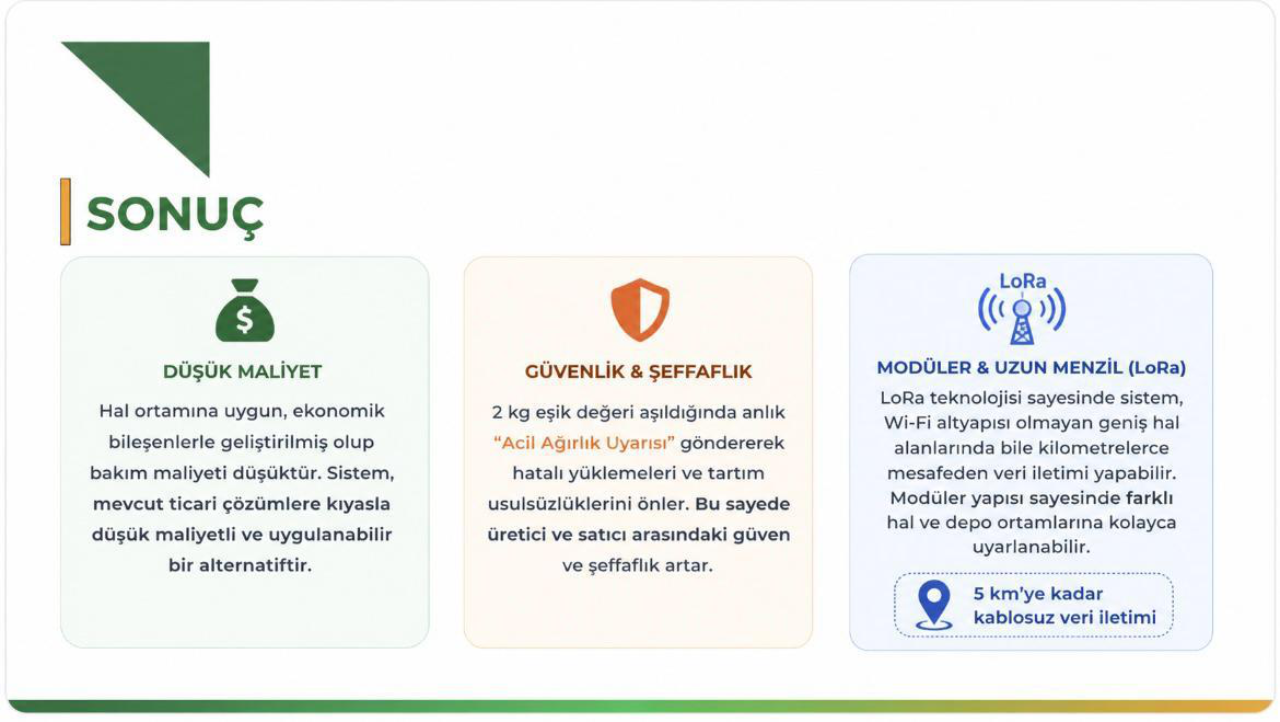 SONUÇ
$
DÜŞÜK MALİYET
Hal ortamına uygun, ekonomik
bileşenlerle geliştirilmiş olup
bakım maliyeti düşüktür. Sistem,
mevcut ticari çözümlere kıyasla
düşük maliyetli ve uygulanabilir
bir alternatiftir.
GÜVENLİK & ŞEFFAFLIK
2 kg eşik değeri aşıldığında anlık
“Acil Ağırlık Uyarısı” göndererek
hatalı yüklemeleri ve tartım
usulsüzlüklerini önler. Bu sayede
üretici ve satıcı arasındaki güven
ve şeffaflık artar.
LoRa
MODÜLER & UZUN MENZİL (LoRa)
LoRa teknolojisi sayesinde sistem,
Wi-Fi altyapısı olmayan geniş hal
alanlarında bile kilometrelerce
mesafeden veri iletimi yapabilir.
Modüler yapısı sayesinde farklı
hal ve depo ortamlarına kolayca
uyarlanabilir.
5 km’ye kadar
kablosuz veri iletimi